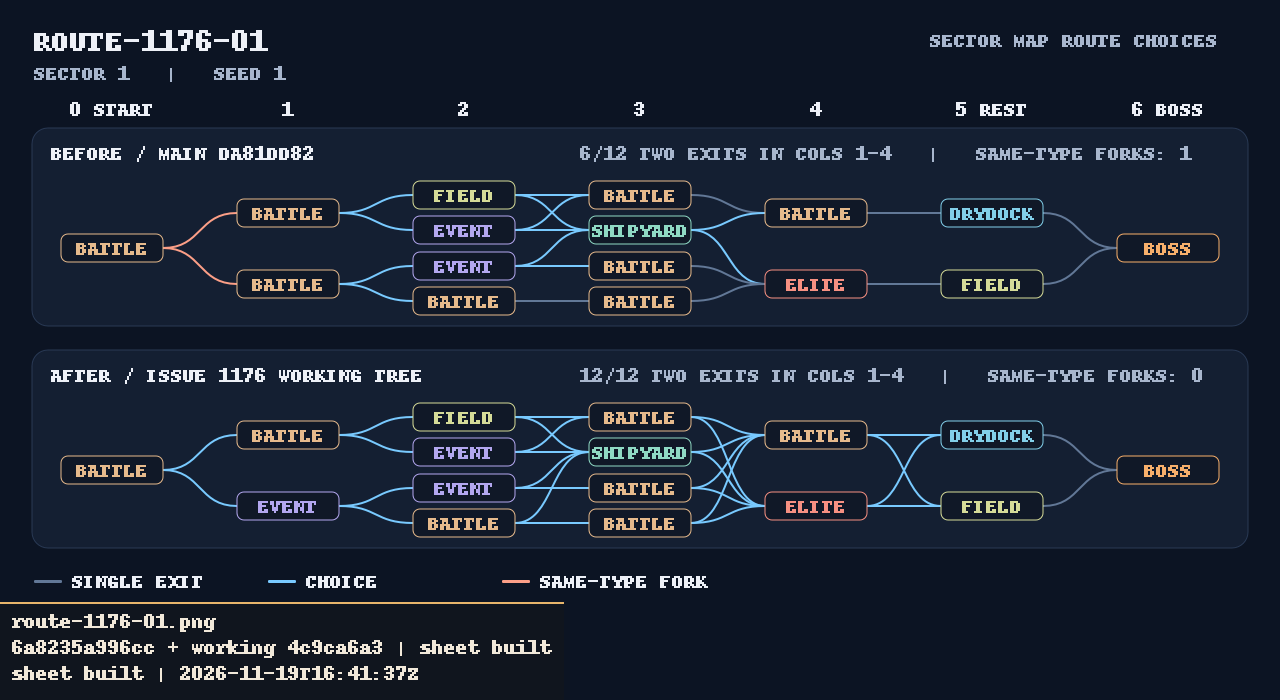 ROUTE-1176-01
SECTOR MAP ROUTE CHOICES
SECTOR 1 | SEED 1
0 START 1 2 3 4 5 REST 6 BOSS
BEFORE / MAIN DA81DD82 6/12 TWO EXITS IN COLS 1-4 | SAME-TYPE FORKS: 1
FIELD BATTLE
BATTLE BATTLE DRYDOCK
EVENT SHIPYARD
BATTLE BOSS
EVENT BATTLE
BATTLE ELITE FIELD
BATTLE BATTLE
AFTER / ISSUE 1176 WORKING TREE 12/12 TWO EXITS IN COLS 1-4 | SAME-TYPE FORKS: 0
FIELD BATTLE
BATTLE BATTLE DRYDOCK
EVENT SHIPYARD
BATTLE BOSS
EVENT BATTLE
EVENT ELITE FIELD
BATTLE BATTLE
SINGLE EXIT CHOICE SAME-TYPE FORK
route-1176-01.png
6a8235a996cc + working 4c9ca6a3 | sheet built
sheet built | 2026-11-19T16:41:37z